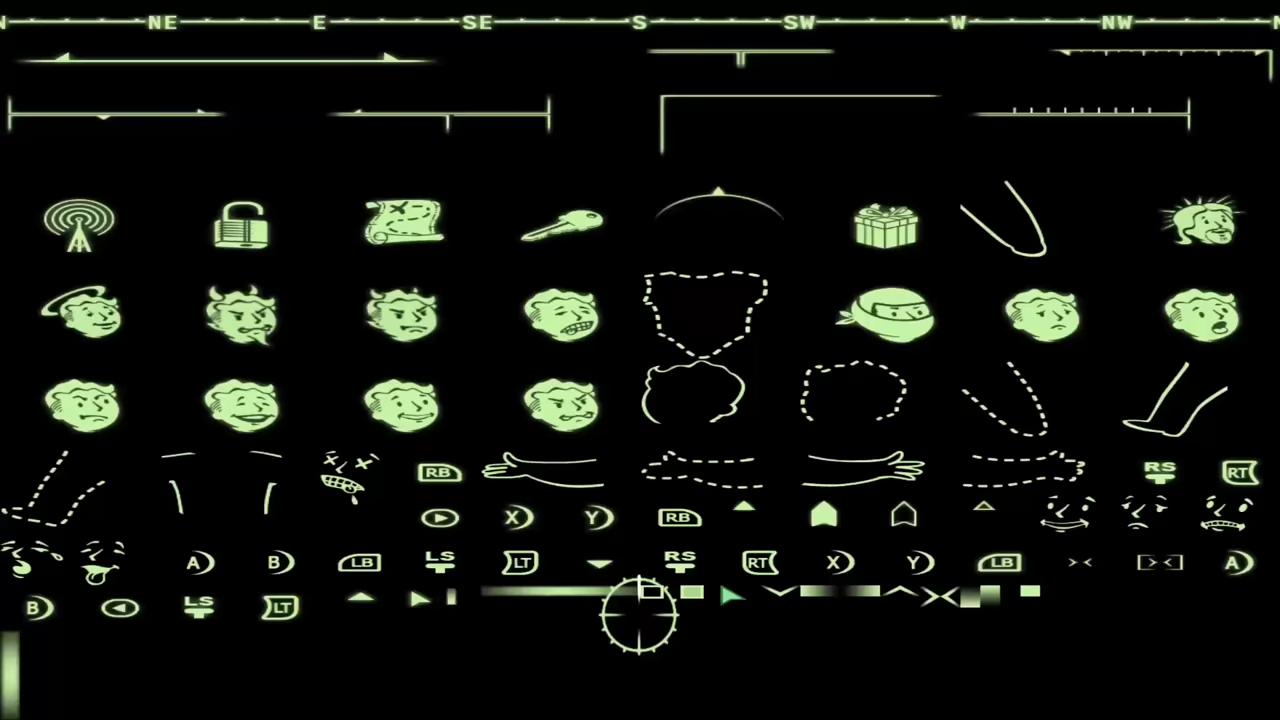 N NE E SE S SW W NW N
RB RS RT
X Y RB
A B LB LS LT RS RT X Y LB A
B LS LT